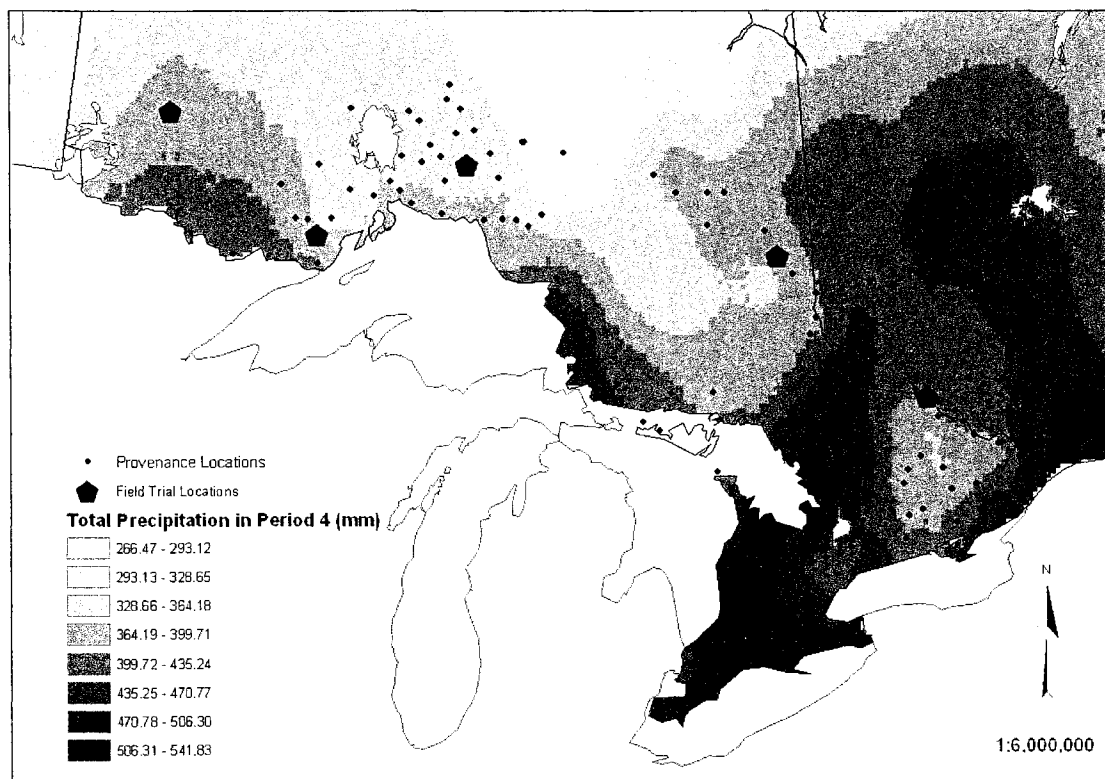 Provenance Locations
Field Trial Locations
Total Precipitation in Period 4 (mm)
266.47 - 293.12
293.13 - 328.65
328.66 - 364.18
364.19 - 399.71
399.72 - 435.24
435.25 - 470.77
470.78 - 506.30
506.31 - 541.83
N
1:6,000,000